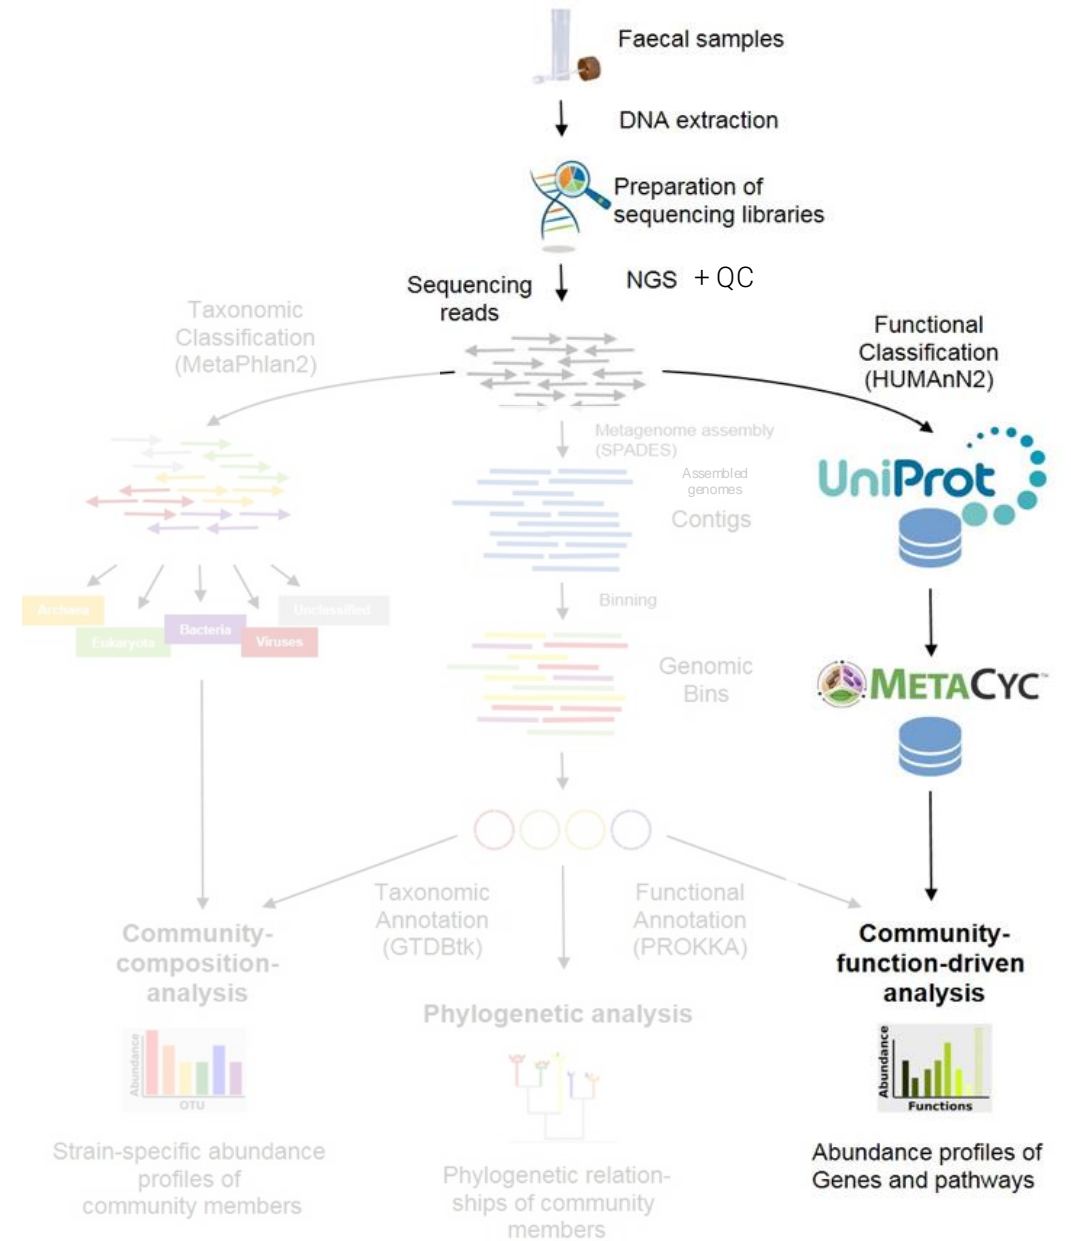 Faecal samples
DNA extraction
Preparation of
sequencing libraries
NGS + QC
Sequencing
reads
Taxonomic
Classification
(MetaPhlan2)
Functional
Classification
(HUMAnN2)
Metagenome assembly
(SPADES)
Assembled
genomes
Contigs
UniProt
Binning
Archaea
Eukaryota
Bacteria
Viruses
Unclassified
Genomic
Bins
METACYC™
Taxonomic
Annotation
(GTDBtk)
Functional
Annotation
(PROKKA)
Community-
composition-
analysis
Phylogenetic analysis
Community-
function-driven
analysis
Abundance
OTU
Abundance
Functions
Strain-specific abundance
profiles of
community members
Phylogenetic relation-
ships of community
members
Abundance profiles of
Genes and pathways